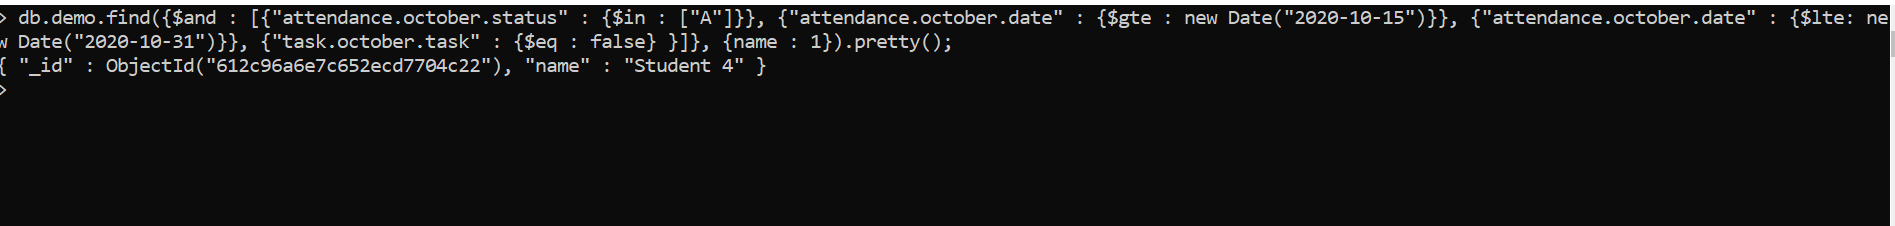 > db.demo.find({$and : [{"attendance.october.status" : {$in : ["A"]}}, {"attendance.october.date" : {$gte : new Date("2020-10-15")}}, {"attendance.october.date" : {$lte: ne
w Date("2020-10-31")}}, {"task.october.task" : {$eq : false} }]}, {name : 1}).pretty();
{ "_id" : ObjectId("612c96a6e7c652ecd7704c22"), "name" : "Student 4" }
>